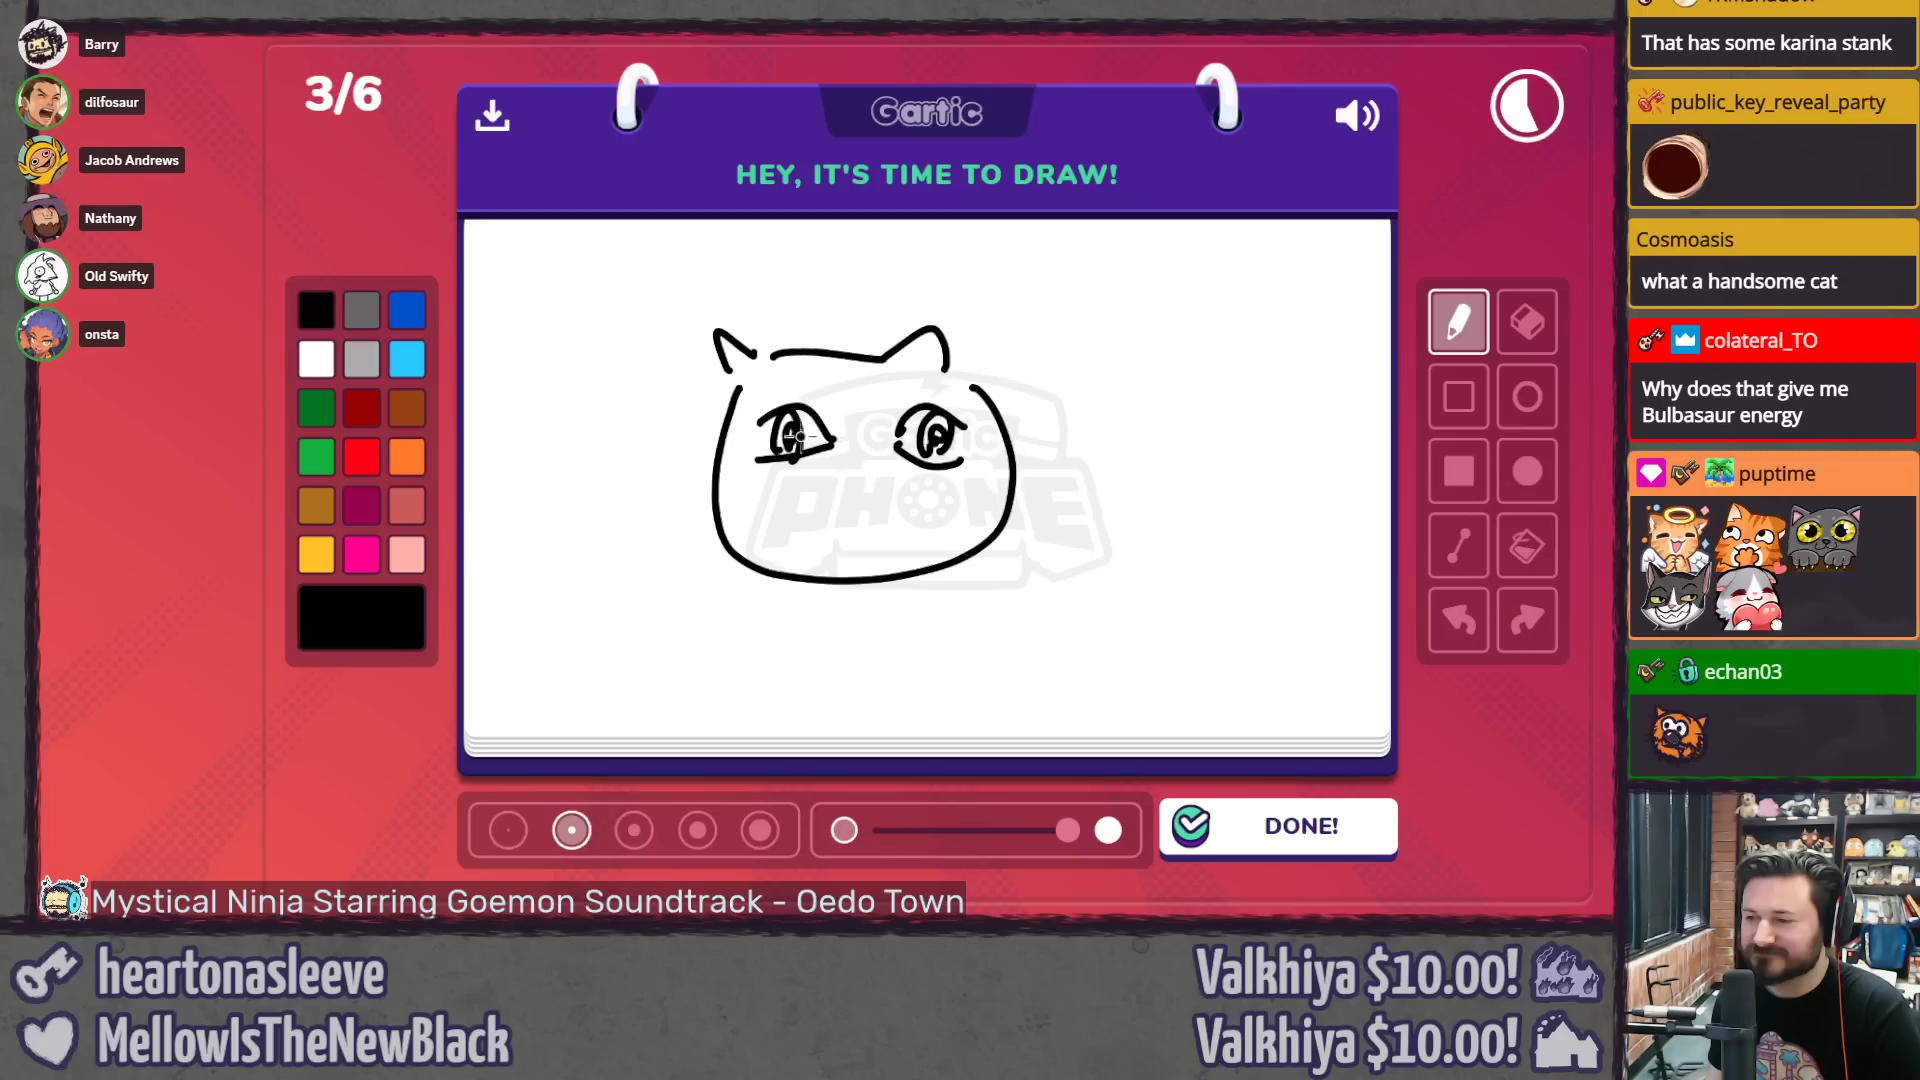 Barry
dilfosaur
Jacob Andrews
Nathany
Old Swifty
onsta
3/6
Gartic
HEY, IT'S TIME TO DRAW!
Gartic
PHONE
DONE!
Mystical Ninja Starring Goemon Soundtrack - Oedo Town
heartonasleeve
MellowIsTheNewBlack
Valkhiya $10.00!
Valkhiya $10.00!
That has some karina stank
public_key_reveal_party
Cosmoasis
what a handsome cat
colateral_TO
Why does that give me
Bulbasaur energy
puptime
echan03